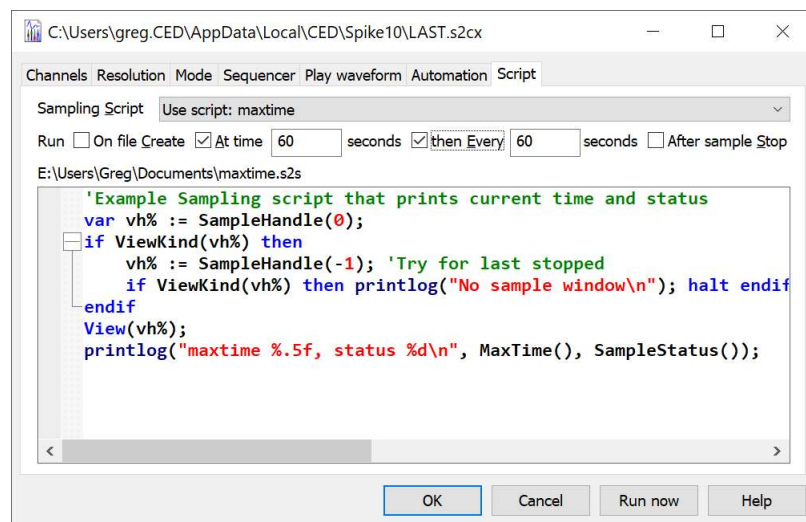 C:\Users\greg.CED\AppData\Local\CED\Spike10\LAST.s2cx
Channels Resolution Mode Sequencer Play waveform Automation Script
Sampling Script Use script: maxtime
Run On file Create At time 60 seconds then Every 60 seconds After sample Stop
E:\Users\Greg\Documents\maxtime.s2s
'Example Sampling script that prints current time and status
var vh% := SampleHandle(0);
if ViewKind(vh%) then
vh% := SampleHandle(-1); 'Try for last stopped
if ViewKind(vh%) then printlog("No sample window\n"); halt endif
endif
View(vh%);
printlog("maxtime %.5f, status %d\n", MaxTime(), SampleStatus());
OK Cancel Run now Help